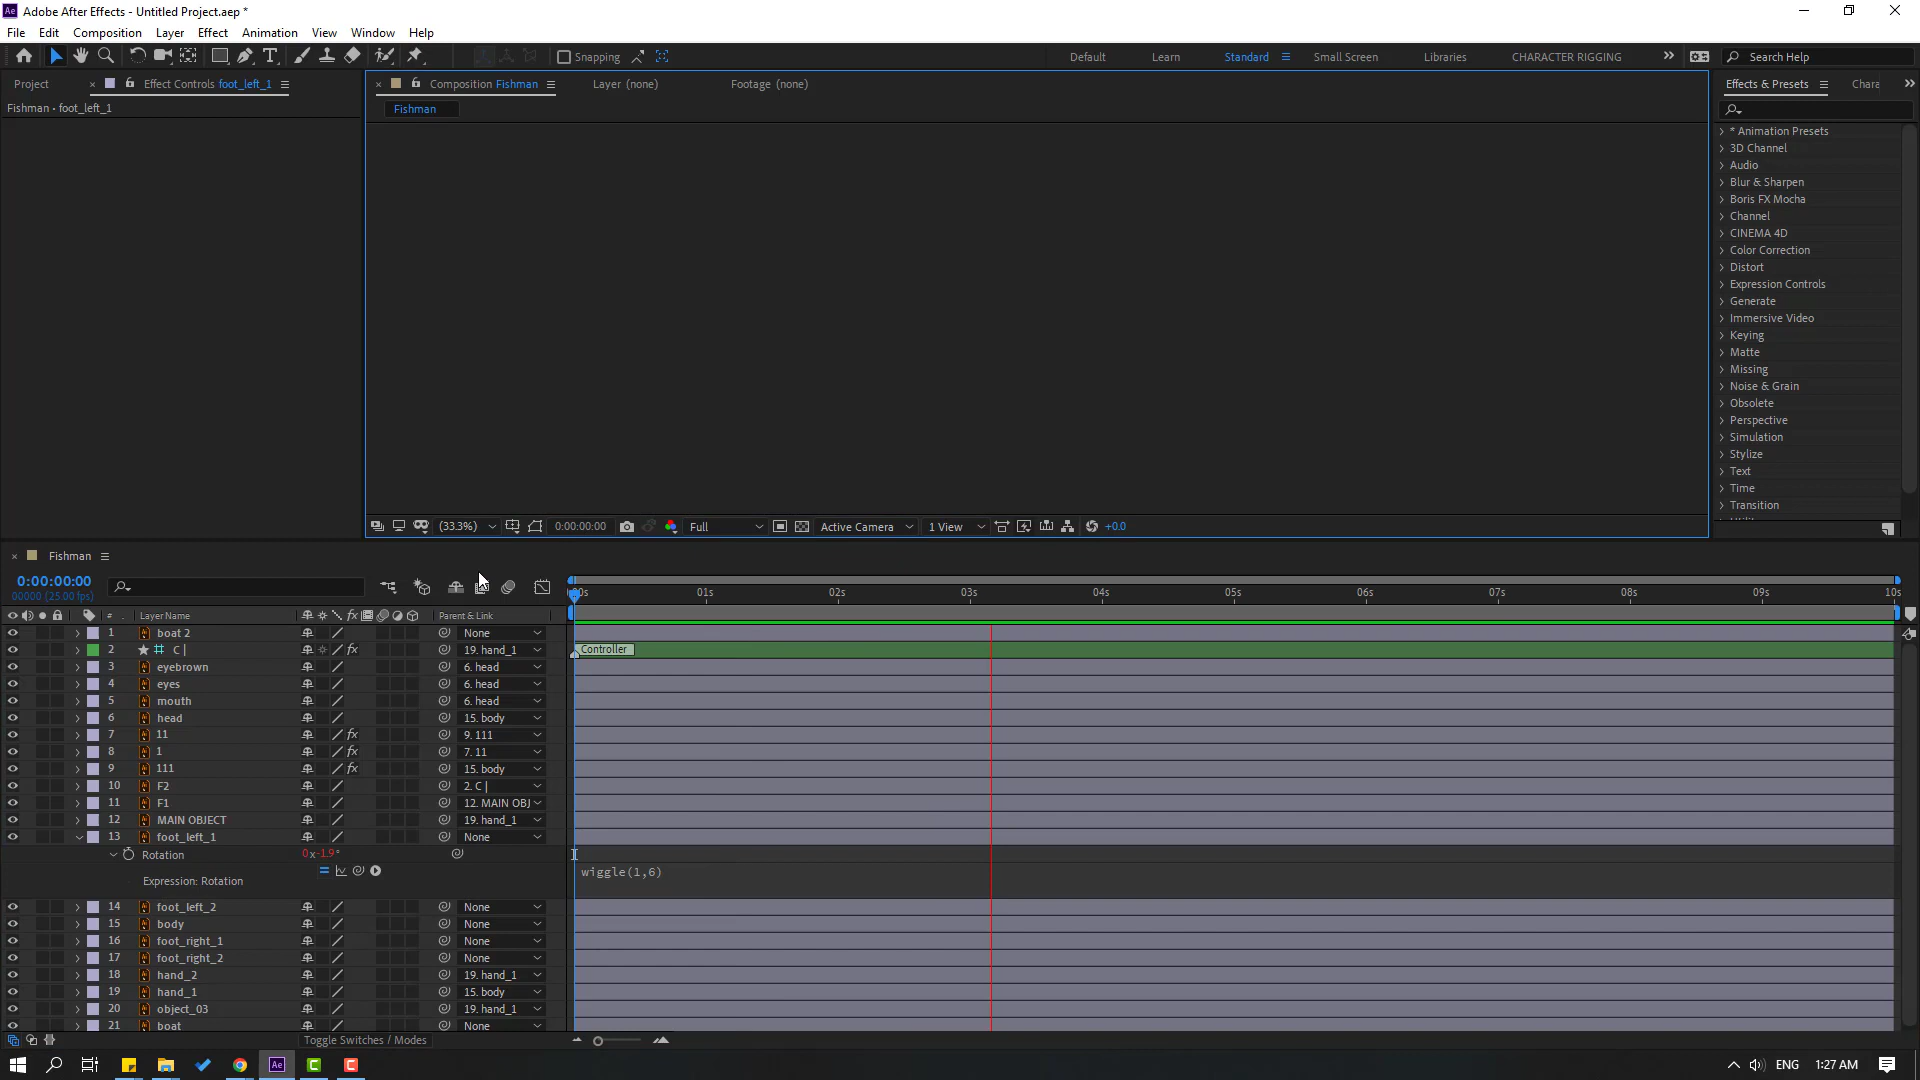 Adobe After Effects - Untitled Project.aep *
File Edit Composition Layer Effect Animation View Window Help
Snapping Default Learn Standard Small Screen Libraries CHARACTER RIGGING Search Help
Project Effect Controls foot_left_1 Composition Fishman Layer (none) Footage (none) Effects & Presets Chara
Fishman • foot_left_1
Fishman
* Animation Presets
3D Channel
Audio
Blur & Sharpen
Boris FX Mocha
Channel
CINEMA 4D
Color Correction
Distort
Expression Controls
Generate
Immersive Video
Keying
Matte
Missing
Noise & Grain
Obsolete
Perspective
Simulation
Stylize
Text
Time
Transition
(33.3%) 0:00:00:00 Full Active Camera 1 View +0.0
Fishman
0:00:00:00
00000 (25.00 fps)
00s 01s 02s 03s 04s 05s 06s 07s 08s 09s 10s
# Layer Name fx Parent & Link
1 boat 2 None
2 C | fx 19. hand_1 Controller
3 eyebrown 6. head
4 eyes 6. head
5 mouth 6. head
6 head 15. body
7 11 fx 9. 111
8 1 fx 7. 11
9 111 fx 15. body
10 F2 2. C |
11 F1 12. MAIN OBJ
12 MAIN OBJECT 19. hand_1
13 foot_left_1 None
Rotation 0x-1.9°
wiggle(1,6)
Expression: Rotation
14 foot_left_2 None
15 body None
16 foot_right_1 None
17 foot_right_2 None
18 hand_2 19. hand_1
19 hand_1 15. body
20 object_03 19. hand_1
21 boat None
Toggle Switches / Modes
Ae ENG 1:27 AM